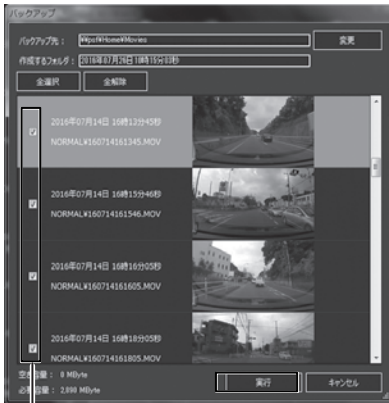 バックアップ
バックアップ先： ¥¥psf¥Home¥Movies 変更
作成するフォルダ： 2016年07月26日 18時15分03秒
全選択 全解除
2016年07月14日 16時13分45秒
NORMAL¥160714161345.MOV
2016年07月14日 16時15分46秒
NORMAL¥160714161546.MOV
2016年07月14日 16時16分05秒
NORMAL¥160714161605.MOV
2016年07月14日 16時18分05秒
NORMAL¥160714161805.MOV
空き容量： 0 MByte
必要容量： 2,890 MByte
実行 キャンセル